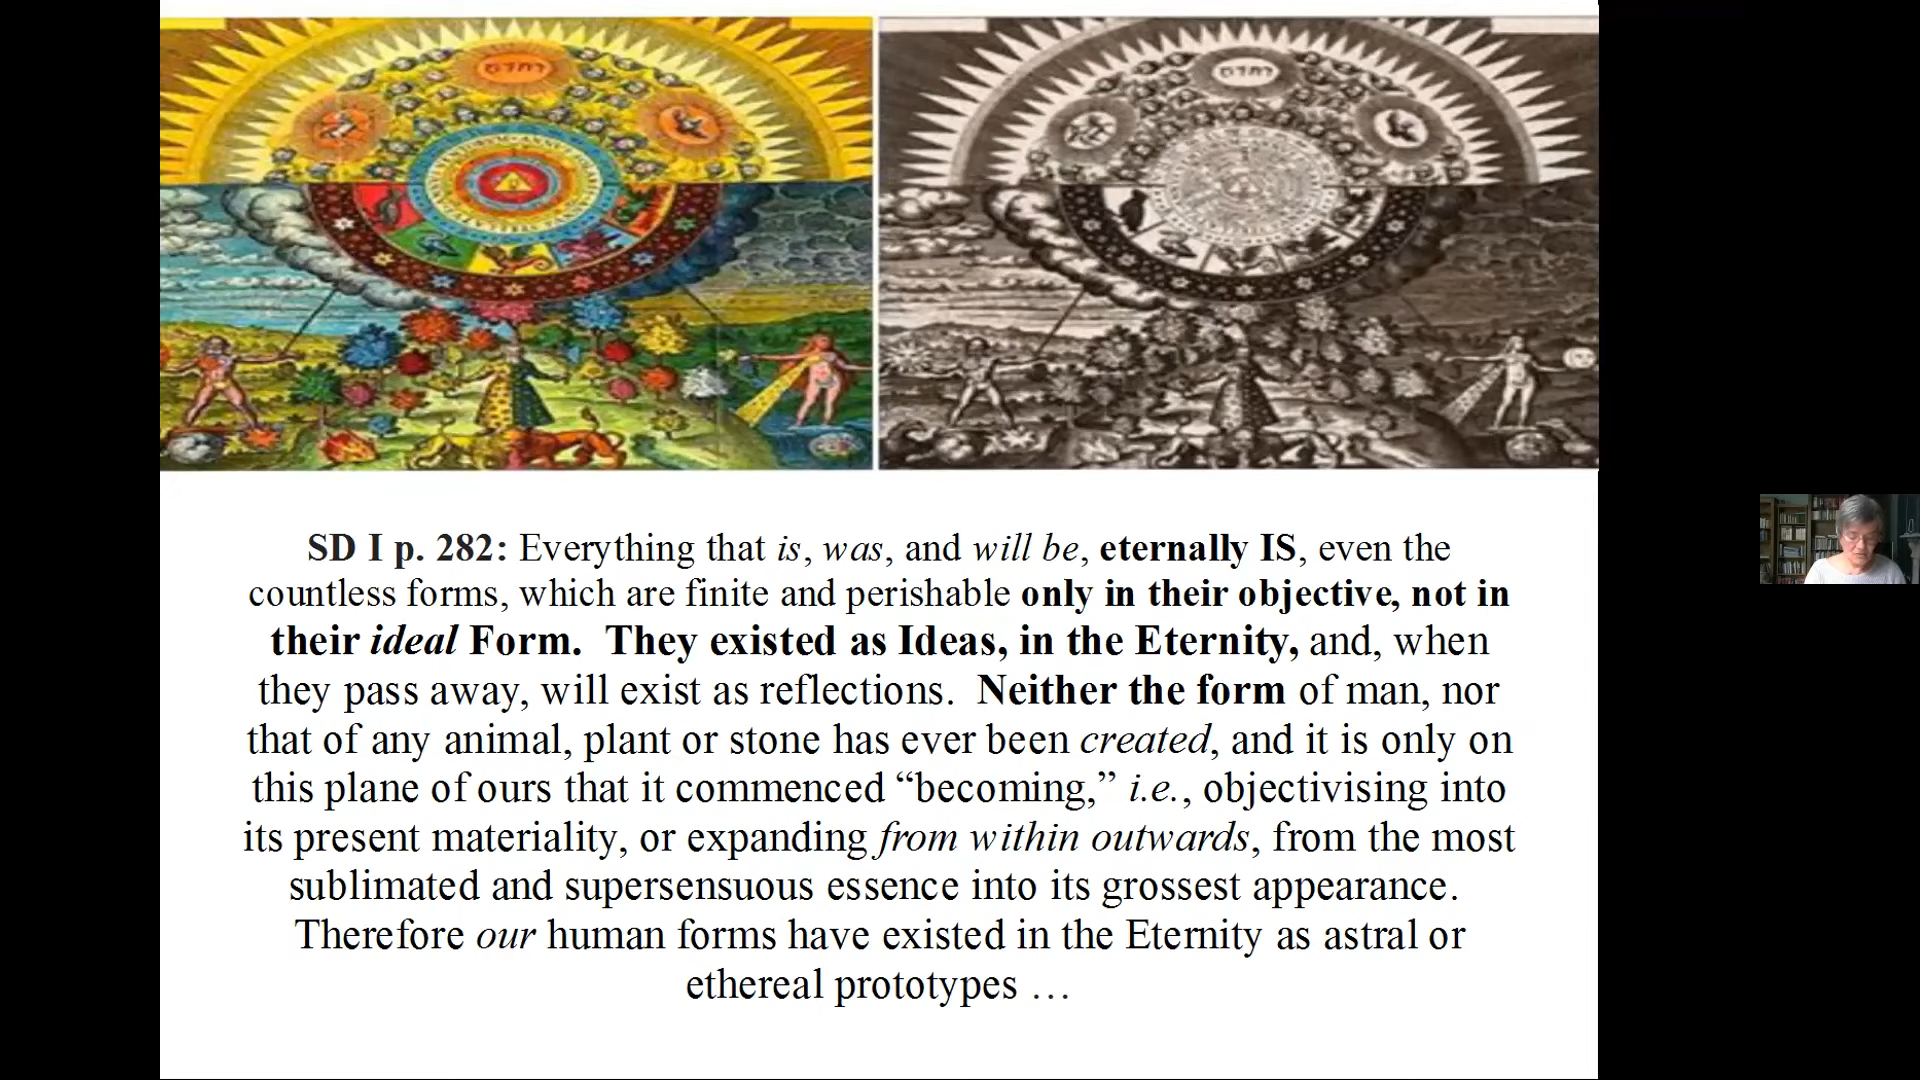 SD I p. 282: Everything that is, was, and will be, eternally IS, even the
countless forms, which are finite and perishable only in their objective, not in
their ideal Form. They existed as Ideas, in the Eternity, and, when
they pass away, will exist as reflections. Neither the form of man, nor
that of any animal, plant or stone has ever been created, and it is only on
this plane of ours that it commenced “becoming,” i.e., objectivising into
its present materiality, or expanding from within outwards, from the most
sublimated and supersensuous essence into its grossest appearance.
Therefore our human forms have existed in the Eternity as astral or
ethereal prototypes …